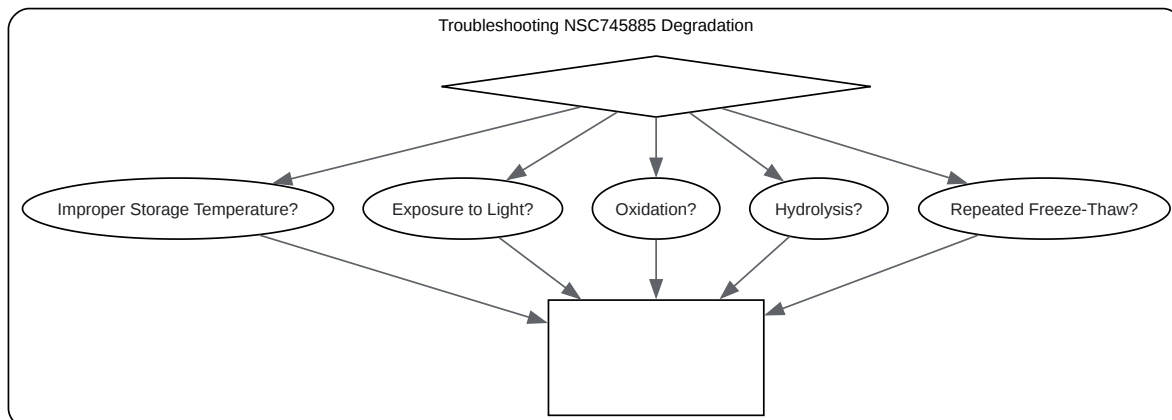 Troubleshooting NSC745885 Degradation
Improper Storage Temperature?
Exposure to Light?
Oxidation?
Hydrolysis?
Repeated Freeze-Thaw?